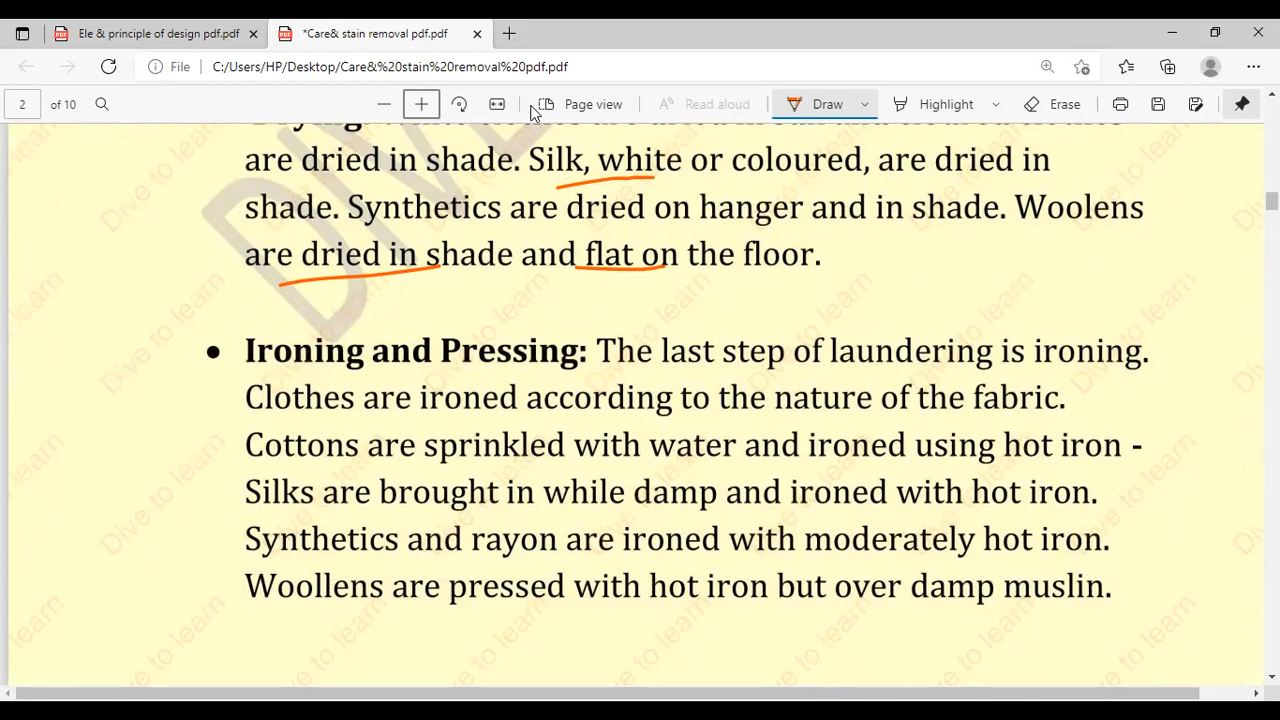 Ele & principle of design pdf.pdf
*Care& stain removal pdf.pdf
File
C:/Users/HP/Desktop/Care&%20stain%20removal%20pdf.pdf
2 of 10
Page view
Read aloud
Draw
Highlight
Erase
are dried in shade. Silk, white or coloured, are dried in
shade. Synthetics are dried on hanger and in shade. Woolens
are dried in shade and flat on the floor.
• Ironing and Pressing: The last step of laundering is ironing.
Clothes are ironed according to the nature of the fabric.
Cottons are sprinkled with water and ironed using hot iron -
Silks are brought in while damp and ironed with hot iron.
Synthetics and rayon are ironed with moderately hot iron.
Woollens are pressed with hot iron but over damp muslin.
Dive to learn